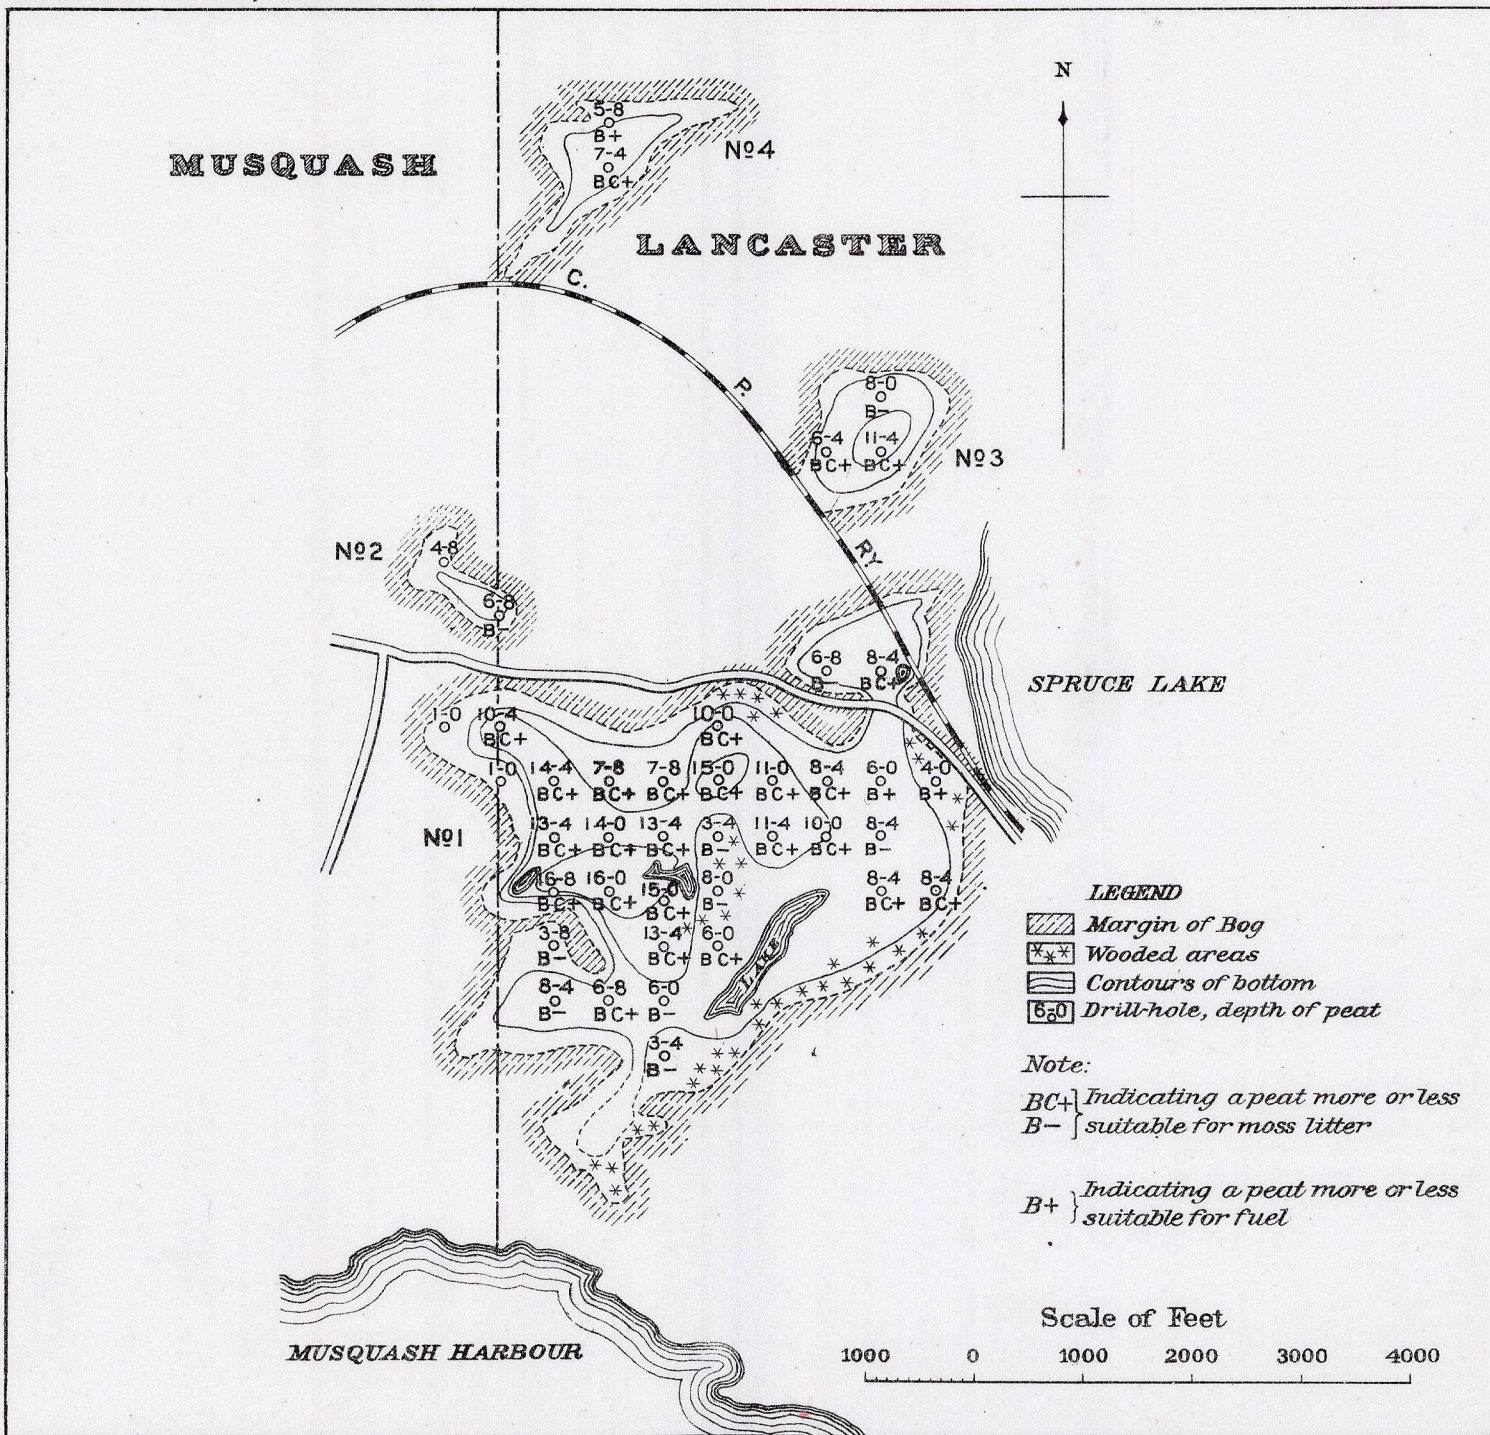 N
5-8
B+
7-4
BC+
Nº4
MUSQUASH
LANCASTER
C. P. RY.
8-0
B-
6-4 11-4
BC+ BC+
Nº3
Nº2
4-8
6-8
B-
6-8 8-4
B- BC+
SPRUCE LAKE
1-0 10-4 10-0
BC+ BC+
1-0 14-4 7-8 7-8 15-0 11-0 8-4 6-0 4-0
BC+ BC+ BC+ BC+ BC+ BC+ B+ B+
Nº1
13-4 14-0 13-4 3-4 11-4 10-0 8-4
BC+ BC+ BC+ B- BC+ BC+ B-
16-8 16-0 15-0 8-0 8-4 8-4
BC+ BC+ BC+ B- BC+ BC+
3-8 13-4 6-0
B- BC+ BC+
LAKE
8-4 6-8 6-0
B- BC+ B-
3-4
B-
LEGEND
Margin of Bog
Wooded areas
Contours of bottom
6-0 Drill-hole, depth of peat
Note:
BC+ Indicating a peat more or less
B- suitable for moss litter
B+ Indicating a peat more or less
suitable for fuel
Scale of Feet
1000 0 1000 2000 3000 4000
MUSQUASH HARBOUR